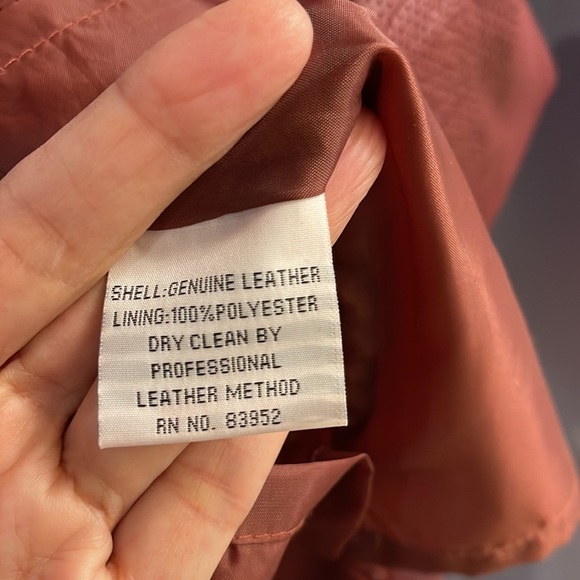 SHELL:GENUINE LEATHER
LINING:100%POLYESTER
DRY CLEAN BY
PROFESSIONAL
LEATHER METHOD
RN NO. 83952